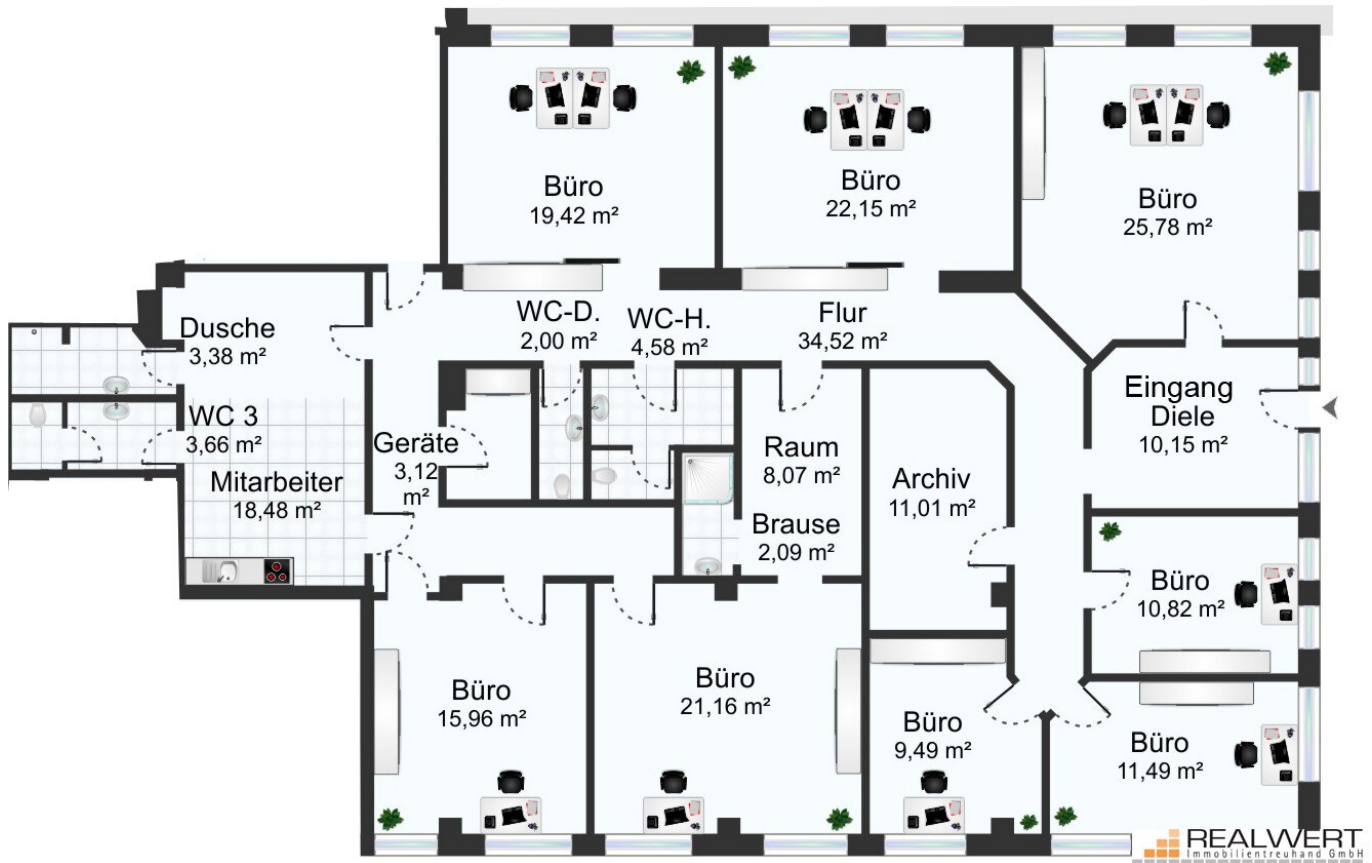 Büro
19,42 m²
Büro
22,15 m²
Büro
25,78 m²
Dusche
3,38 m²
WC-D.
2,00 m²
WC-H.
4,58 m²
Flur
34,52 m²
Eingang
Diele
10,15 m²
WC 3
3,66 m²
Geräte
3,12
m²
Mitarbeiter
18,48 m²
Raum
8,07 m²
Archiv
11,01 m²
Brause
2,09 m²
Büro
10,82 m²
Büro
15,96 m²
Büro
21,16 m²
Büro
9,49 m²
Büro
11,49 m²
REALWERT
Immobilientreuhand GmbH